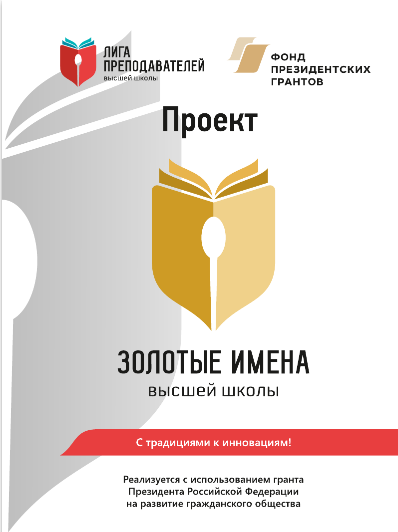 ЛИГА
ПРЕПОДАВАТЕЛЕЙ
ВЫСШЕЙ ШКОЛЫ
ФОНД
ПРЕЗИДЕНТСКИХ
ГРАНТОВ
Проект
ЗОЛОТЫЕ ИМЕНА
ВЫСШЕЙ ШКОЛЫ
С традициями к инновациям!
Реализуется с использованием гранта
Президента Российской Федерации
на развитие гражданского общества